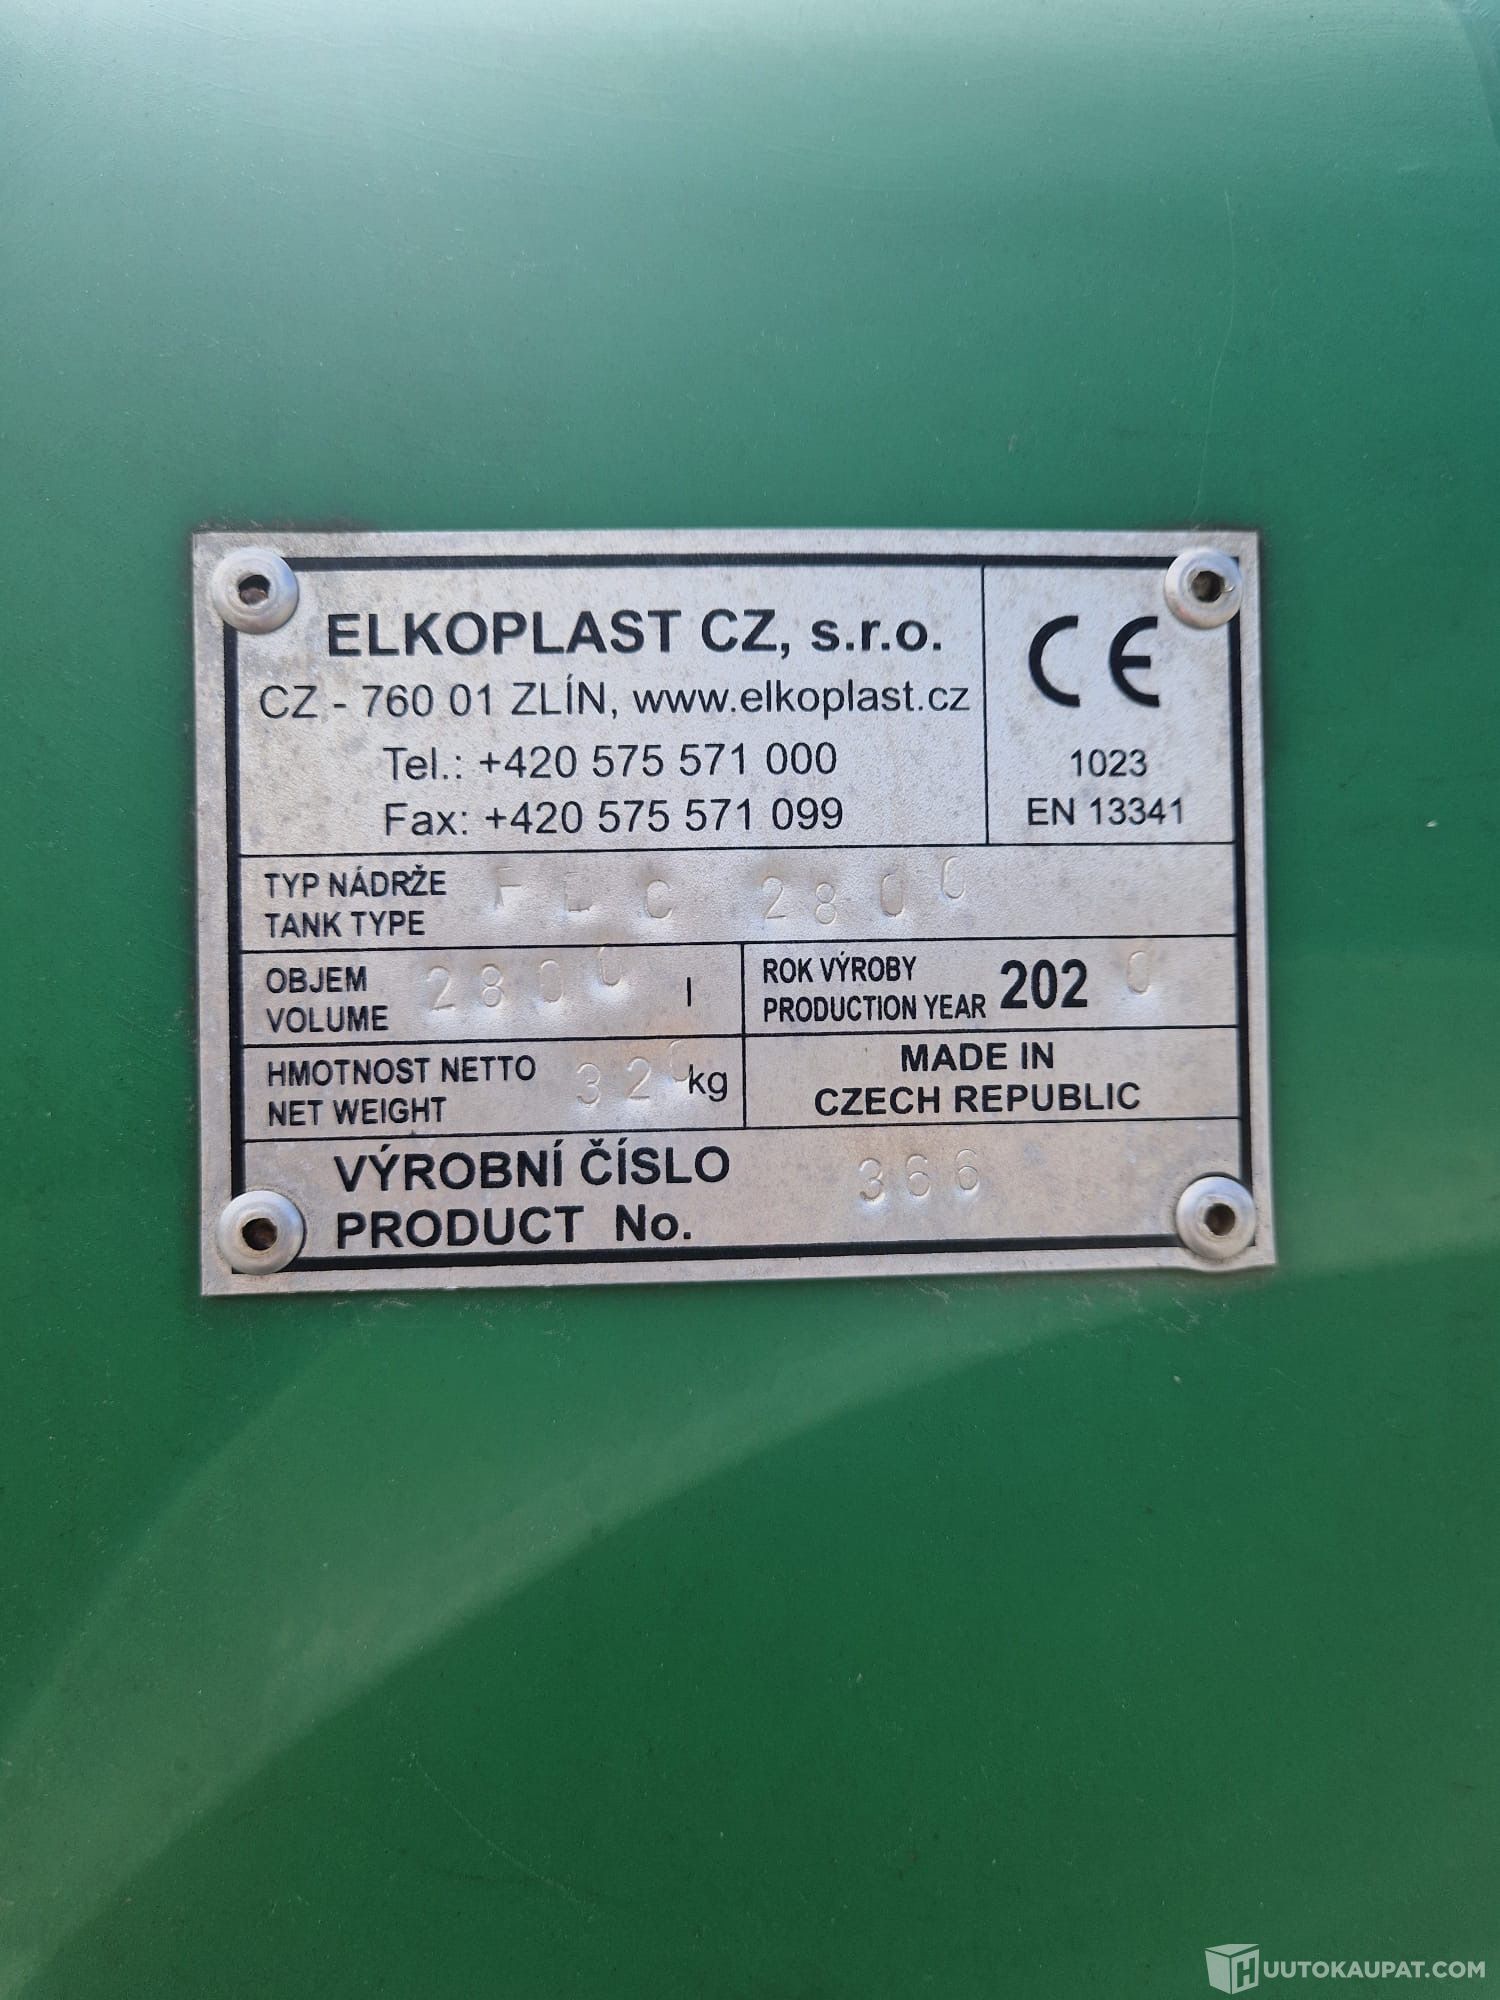 ELKOPLAST CZ, s.r.o.
CZ - 760 01 ZLÍN, www.elkoplast.cz
Tel.: +420 575 571 000
Fax: +420 575 571 099
CE
1023
EN 13341
TYP NÁDRŽE
TANK TYPE
2800
OBJEM
VOLUME
2800 l
ROK VÝROBY
PRODUCTION YEAR
2020
HMOTNOST NETTO
NET WEIGHT
320 kg
MADE IN
CZECH REPUBLIC
VÝROBNÍ ČÍSLO
PRODUCT No.
366
HUUTOKAUPAT.COM